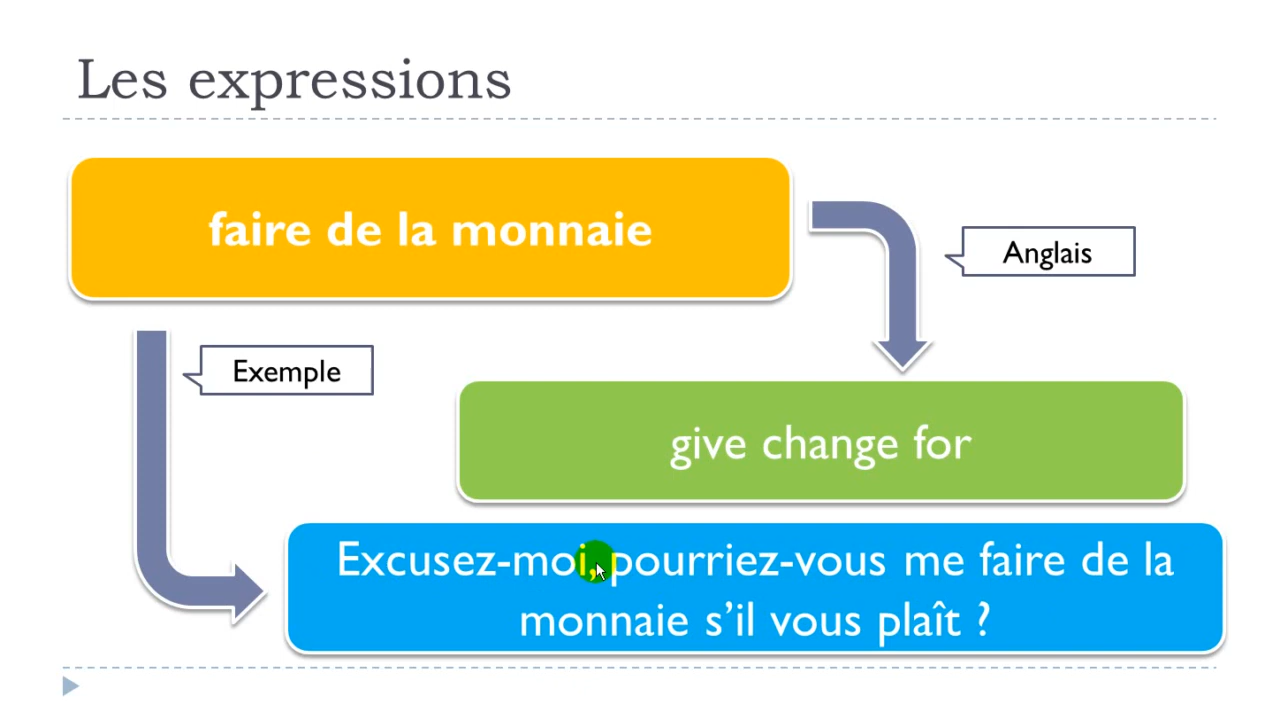 Les expressions
faire de la monnaie
Anglais
Exemple
give change for
Excusez-moi, pourriez-vous me faire de la
monnaie s’il vous plaît ?